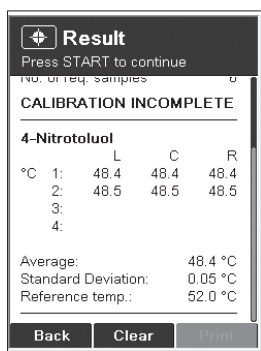 Result
Press START to continue
No. of req. samples 6
CALIBRATION INCOMPLETE
4-Nitrotoluol
L C R
°C 1: 48.4 48.4 48.4
2: 48.5 48.5 48.5
3:
4:
Average: 48.4 °C
Standard Deviation: 0.05 °C
Reference temp.: 52.0 °C
Back Clear Print